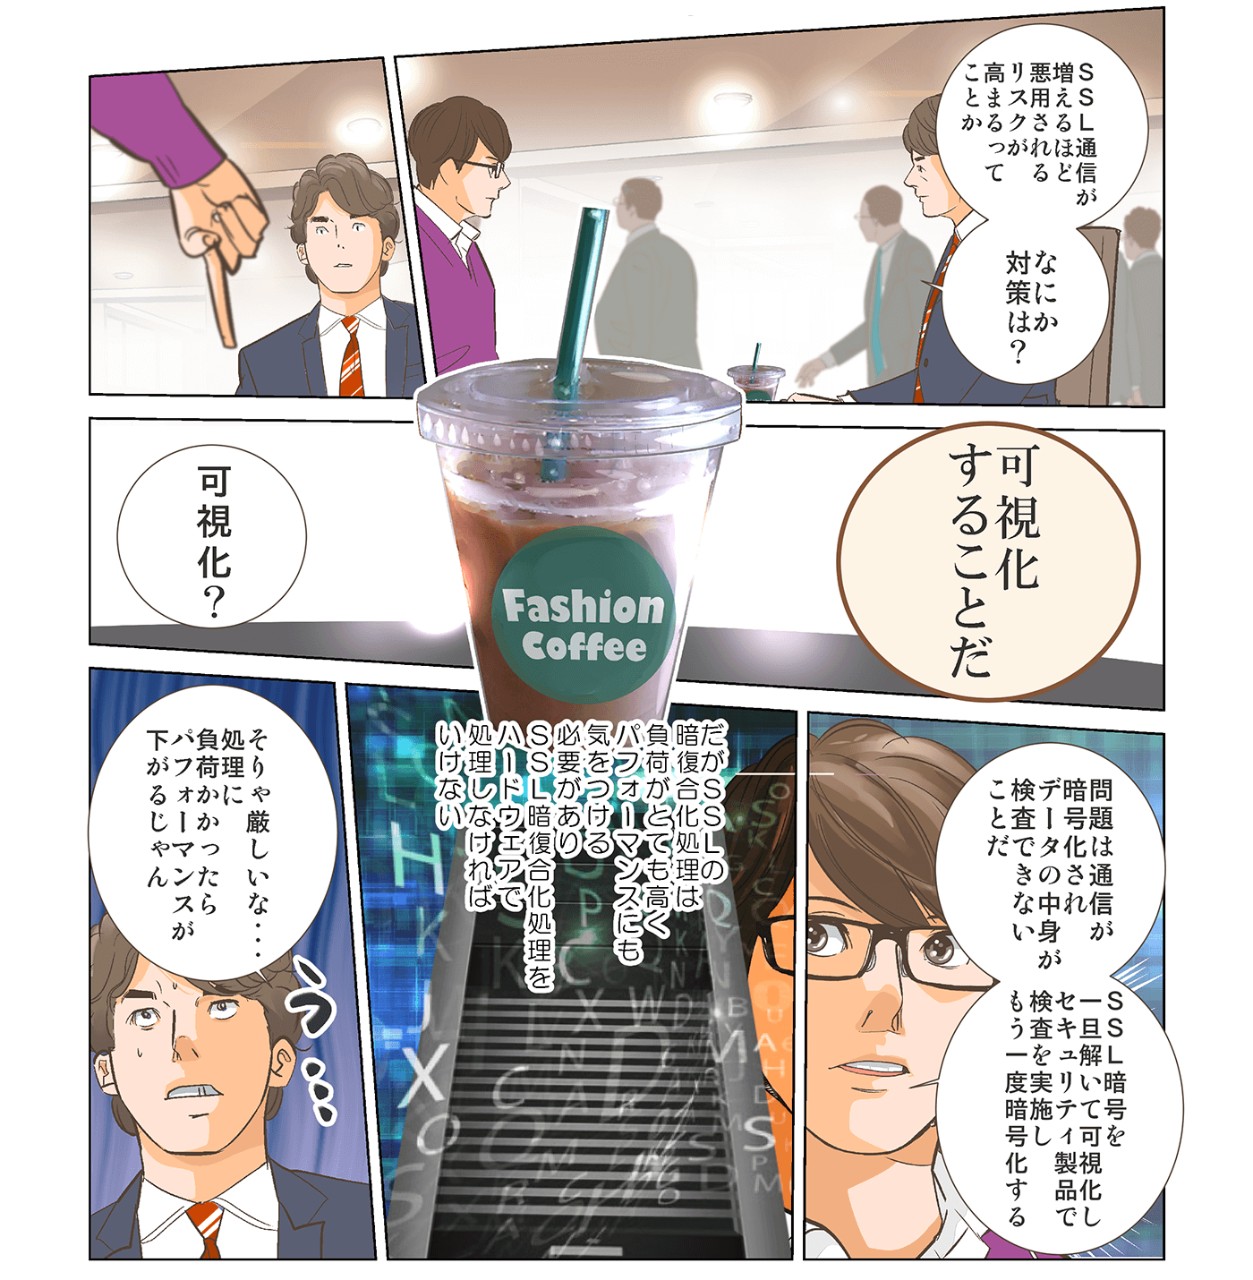 SSL通信が
増えるほど
悪用される
リスクが
高まるって
ことか
なにか
対策は？
可視化
することだ
可視化？
Fashion
Coffee
問題は通信が
暗号化され
データの中身が
検査できない
ことだ
SSL暗号を
一旦解いて可視化し
セキュリティ製品で
検査を実施し
もう一度暗号化する
だがSSLの
暗復合化処理は
負荷がとても高く
パフォーマンスにも
気をつける
必要があり
SSL暗復合化処理を
ハードウェアで
処理しなければ
いけない
そりゃ厳しいな・・・
処理に
負荷かかったら
パフォーマンスが
下がるじゃん
う…